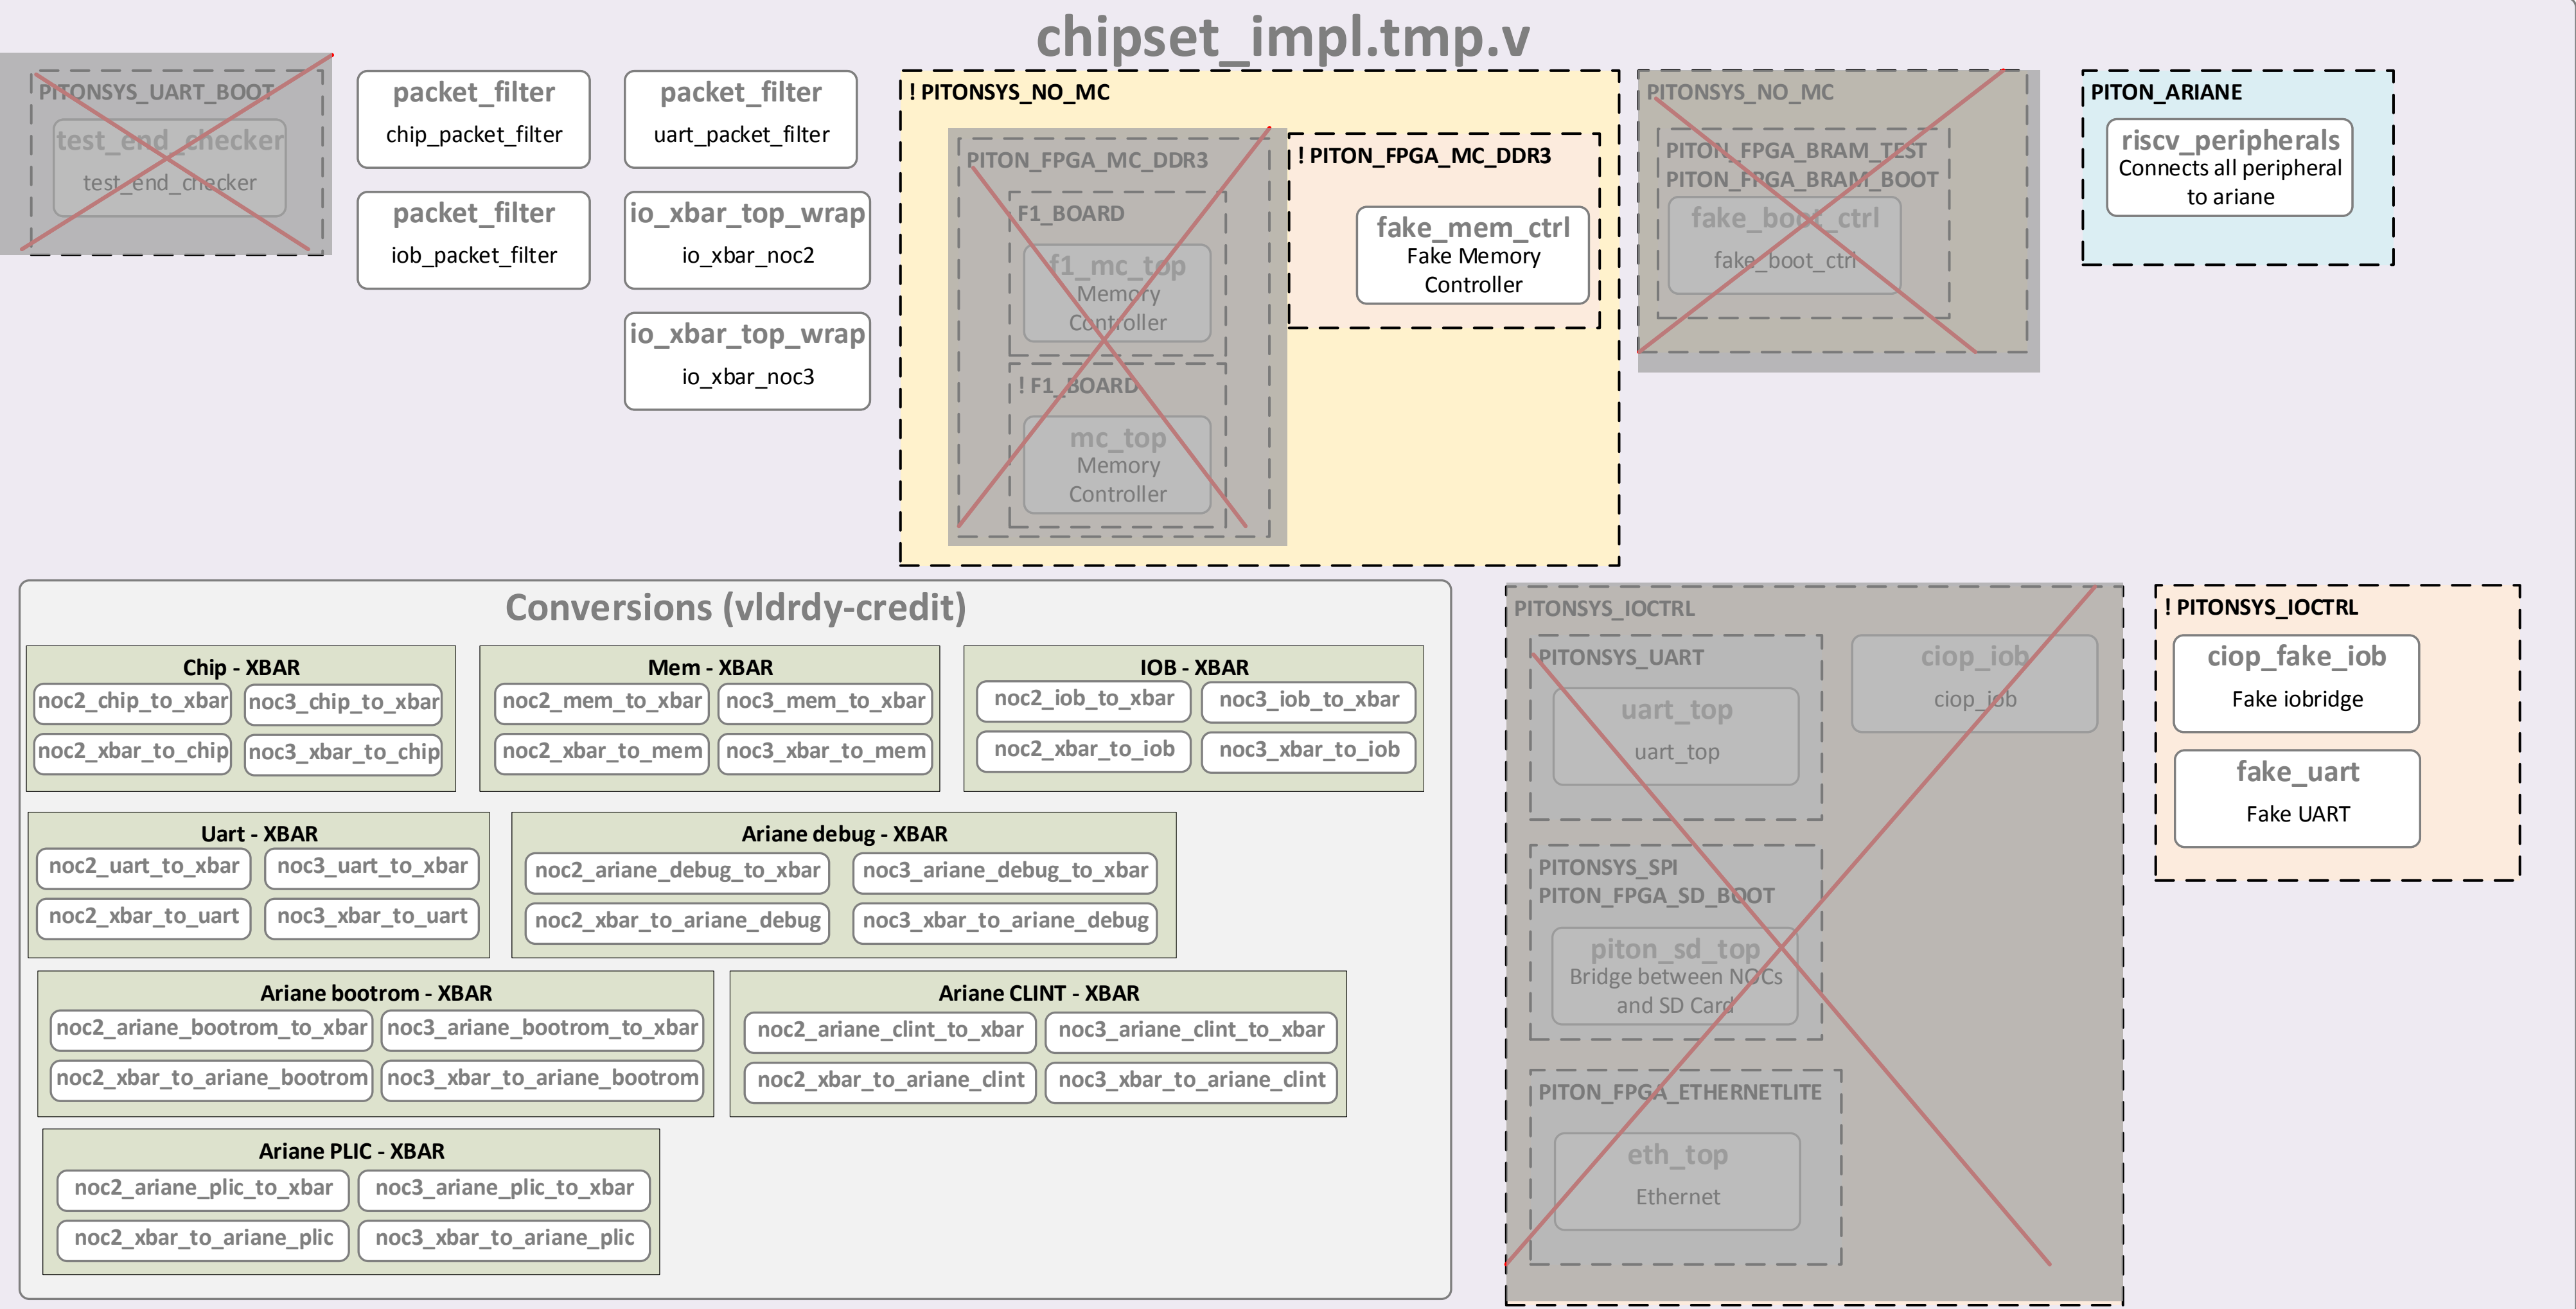 chipset_impl.tmp.v
PITONSYS_UART_BOOT
test_end_checker
test_end_checker
packet_filter
chip_packet_filter
packet_filter
uart_packet_filter
packet_filter
iob_packet_filter
io_xbar_top_wrap
io_xbar_noc2
io_xbar_top_wrap
io_xbar_noc3
! PITONSYS_NO_MC
PITON_FPGA_MC_DDR3
F1_BOARD
f1_mc_top
Memory
Controller
! F1_BOARD
mc_top
Memory
Controller
! PITON_FPGA_MC_DDR3
fake_mem_ctrl
Fake Memory
Controller
PITONSYS_NO_MC
PITON_FPGA_BRAM_TEST
PITON_FPGA_BRAM_BOOT
fake_boot_ctrl
fake_boot_ctrl
PITON_ARIANE
riscv_peripherals
Connects all peripheral
to ariane
Conversions (vldrdy-credit)
Chip - XBAR
noc2_chip_to_xbar
noc3_chip_to_xbar
noc2_xbar_to_chip
noc3_xbar_to_chip
Mem - XBAR
noc2_mem_to_xbar
noc3_mem_to_xbar
noc2_xbar_to_mem
noc3_xbar_to_mem
IOB - XBAR
noc2_iob_to_xbar
noc3_iob_to_xbar
noc2_xbar_to_iob
noc3_xbar_to_iob
Uart - XBAR
noc2_uart_to_xbar
noc3_uart_to_xbar
noc2_xbar_to_uart
noc3_xbar_to_uart
Ariane debug - XBAR
noc2_ariane_debug_to_xbar
noc3_ariane_debug_to_xbar
noc2_xbar_to_ariane_debug
noc3_xbar_to_ariane_debug
Ariane bootrom - XBAR
noc2_ariane_bootrom_to_xbar
noc3_ariane_bootrom_to_xbar
noc2_xbar_to_ariane_bootrom
noc3_xbar_to_ariane_bootrom
Ariane CLINT - XBAR
noc2_ariane_clint_to_xbar
noc3_ariane_clint_to_xbar
noc2_xbar_to_ariane_clint
noc3_xbar_to_ariane_clint
Ariane PLIC - XBAR
noc2_ariane_plic_to_xbar
noc3_ariane_plic_to_xbar
noc2_xbar_to_ariane_plic
noc3_xbar_to_ariane_plic
PITONSYS_IOCTRL
PITONSYS_UART
uart_top
uart_top
ciop_iob
ciop_iob
PITONSYS_SPI
PITON_FPGA_SD_BOOT
piton_sd_top
Bridge between NOCs
and SD Card
PITON_FPGA_ETHERNETLITE
eth_top
Ethernet
! PITONSYS_IOCTRL
ciop_fake_iob
Fake iobridge
fake_uart
Fake UART